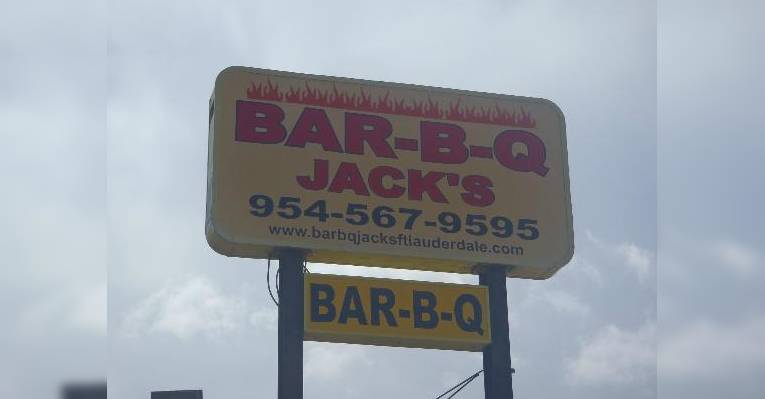 BAR-B-Q
JACK'S
954-567-9595
www.barbqjacksftlauderdale.com
BAR-B-Q